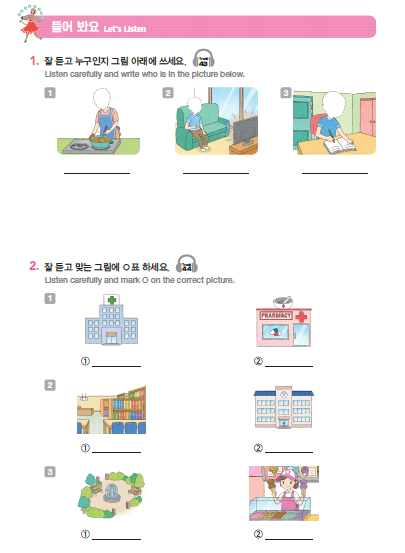 들어 봐요 Let's Listen
1. 잘 듣고 누구인지 그림 아래에 쓰세요. Track 43
Listen carefully and write who is in the picture below.
1 2 3
2. 잘 듣고 맞는 그림에 O 표 하세요. Track 44
Listen carefully and mark O on the correct picture.
1
PHARMACY
① ②
2
① ②
3
① ②